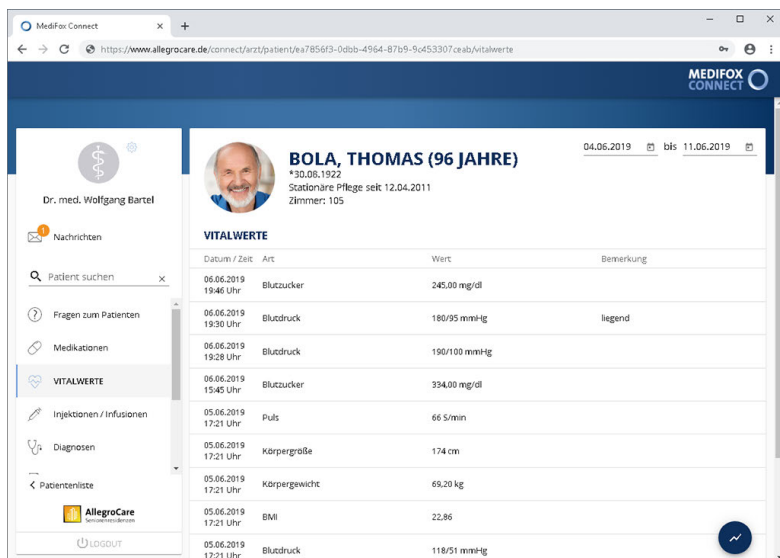 MediFox Connect
https://www.allegrocare.de/connect/arzt/patient/ea7856f3-0dbb-4964-87b9-9c453307ceab/vitalwerte
MEDIFOX
CONNECT
Dr. med. Wolfgang Bartel
1
Nachrichten
Patient suchen
Fragen zum Patienten
Medikationen
VITALWERTE
Injektionen / Infusionen
Diagnosen
Patientenliste
AllegroCare
Seniorenresidenzen
LOGOUT
BOLA, THOMAS (96 JAHRE)
*30.08.1922
Stationäre Pflege seit 12.04.2011
Zimmer: 105
04.06.2019 bis 11.06.2019
VITALWERTE
Datum / Zeit Art Wert Bemerkung
06.06.2019
19:46 Uhr Blutzucker 245,00 mg/dl
06.06.2019
19:30 Uhr Blutdruck 180/95 mmHg liegend
06.06.2019
19:28 Uhr Blutdruck 190/100 mmHg
06.06.2019
15:45 Uhr Blutzucker 334,00 mg/dl
05.06.2019
17:21 Uhr Puls 66 S/min
05.06.2019
17:21 Uhr Körpergröße 174 cm
05.06.2019
17:21 Uhr Körpergewicht 69,20 kg
05.06.2019
17:21 Uhr BMI 22,86
05.06.2019
17:21 Uhr Blutdruck 118/51 mmHg